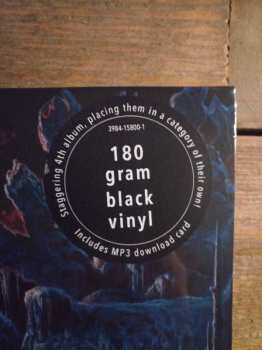 Staggering 4th album, placing them in a category of their own!
3984-15800-1
180
gram
black
vinyl
Includes MP3 download card